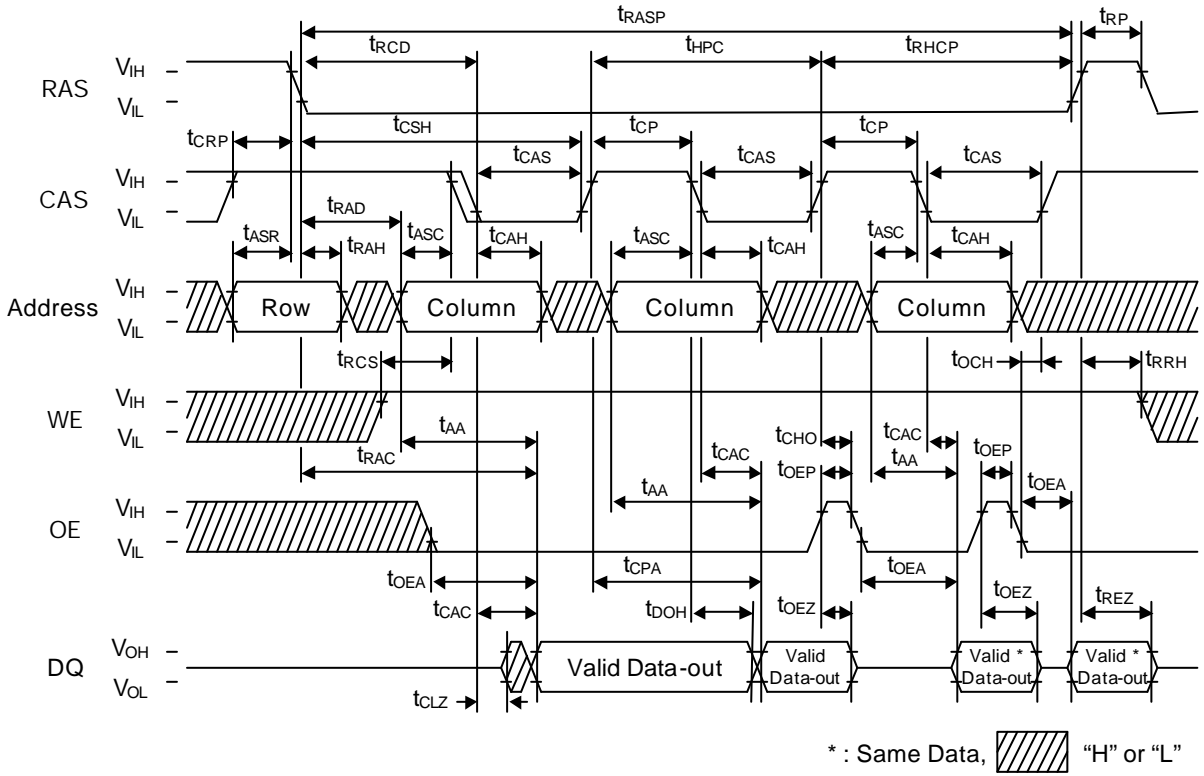 tRASP tRP
tRCD tHPC tRHCP
RAS VIH
VIL
tCRP tCSH tCP tCP
tCAS tCAS tCAS
CAS VIH
VIL
tRAD
tASR tRAH tASC tCAH tASC tCAH tASC tCAH
Address VIH
VIL
Row Column Column Column
tRCS tOCH tRRH
WE VIH
VIL
tAA tCHO tCAC
tRAC tCAC tOEP tAA tOEP
tAA tOEA
OE VIH
VIL
tOEA tCPA tOEA
tCAC tDOH tOEZ tOEZ tREZ
DQ VOH
VOL
Valid Data-out
Valid
Data-out
Valid *
Data-out
Valid *
Data-out
tCLZ
* : Same Data, “H” or “L”